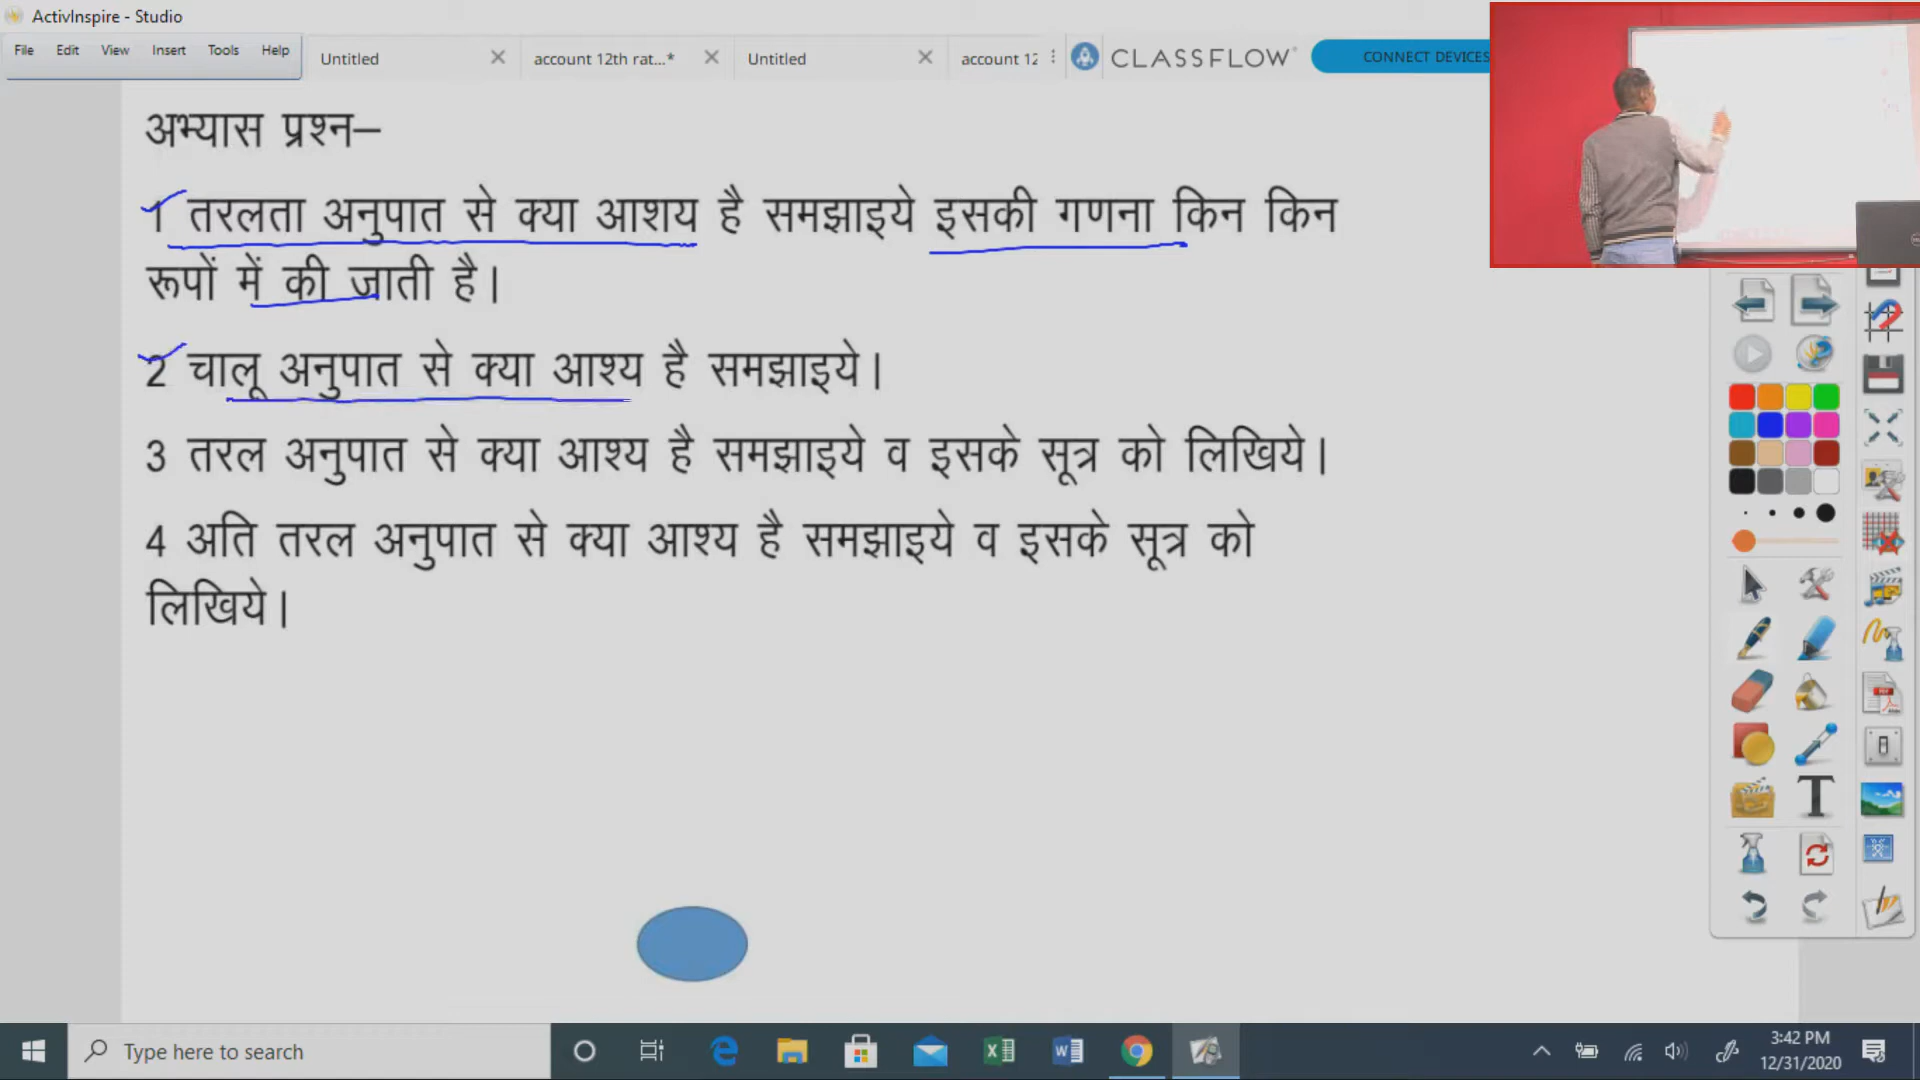 ActivInspire - Studio
File Edit View Insert Tools Help
Untitled
account 12th rat...*
Untitled
account 12
CLASSFLOW
CONNECT DEVICES
अभ्यास प्रश्न–
1 तरलता अनुपात से क्या आशय है समझाइये इसकी गणना किन किन
रूपों में की जाती है।
2 चालू अनुपात से क्या आश्य है समझाइये।
3 तरल अनुपात से क्या आश्य है समझाइये व इसके सूत्र को लिखिये।
4 अति तरल अनुपात से क्या आश्य है समझाइये व इसके सूत्र को
लिखिये।
Type here to search
3:42 PM
12/31/2020